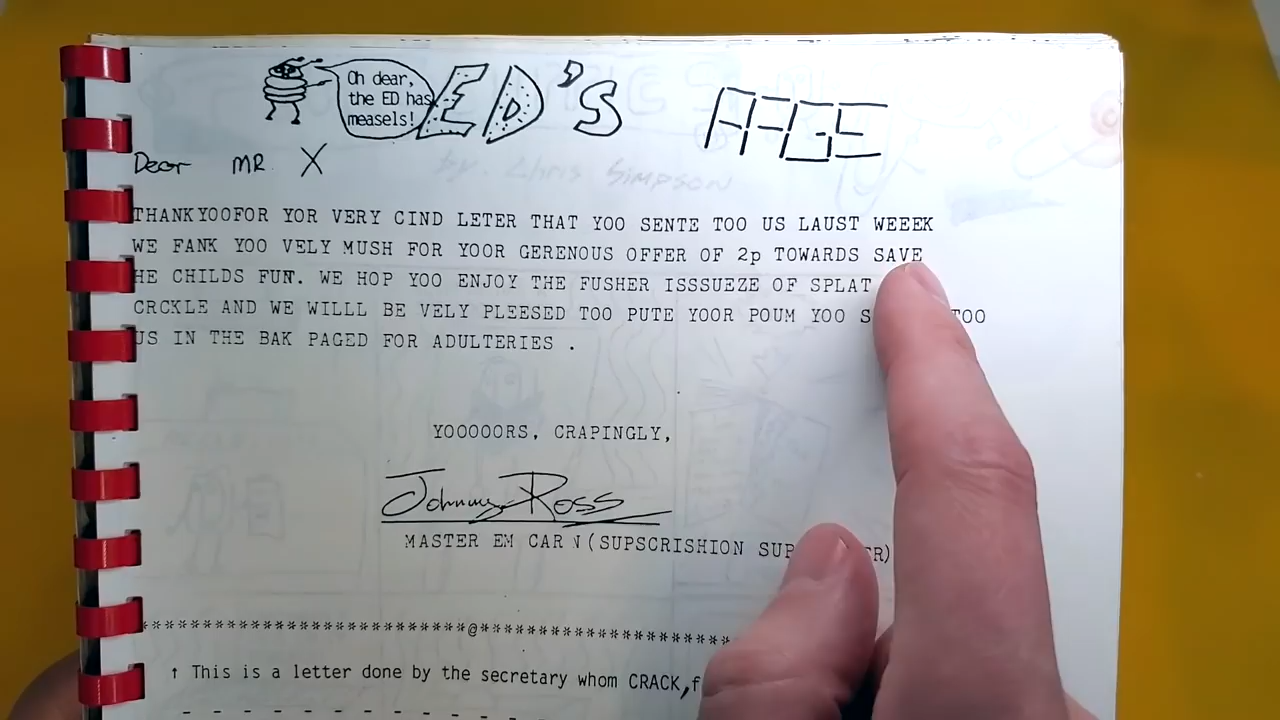 Oh dear,
the ED has
measels!
ED'S PAGE
Dear MR. X
THANKYOOFOR YOR VERY CIND LETER THAT YOO SENTE TOO US LAUST WEEEK
WE FANK YOO VELY MUSH FOR YOOR GERENOUS OFFER OF 2p TOWARDS SAVE
HE CHILDS FUN. WE HOP YOO ENJOY THE FUSHER ISSSUEZE OF SPLAT
CRCKLE AND WE WILLL BE VELY PLEESED TOO PUTE YOOR POUM YOO TOO
US IN THE BAK PAGED FOR ADULTERIES .
YOOOOORS, CRAPINGLY,
Johnny Ross
MASTER EM CAR N(SUPSCRISHION
***************************@**********************
↑ This is a letter done by the secretary whom CRACK,
by. Chris SIMPSON